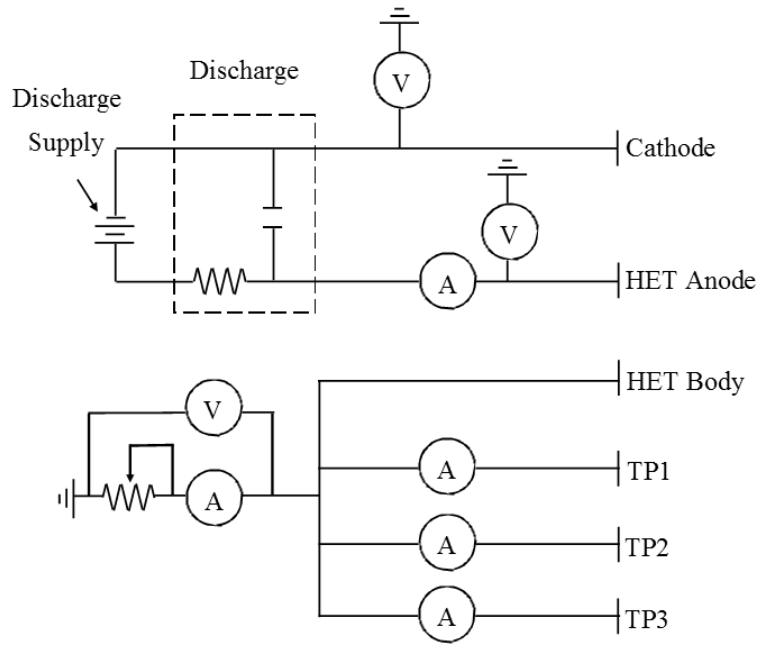 Discharge
Discharge
Supply
V
Cathode
V
A
HET Anode
HET Body
V
A
TP1
A
A
TP2
A
TP3